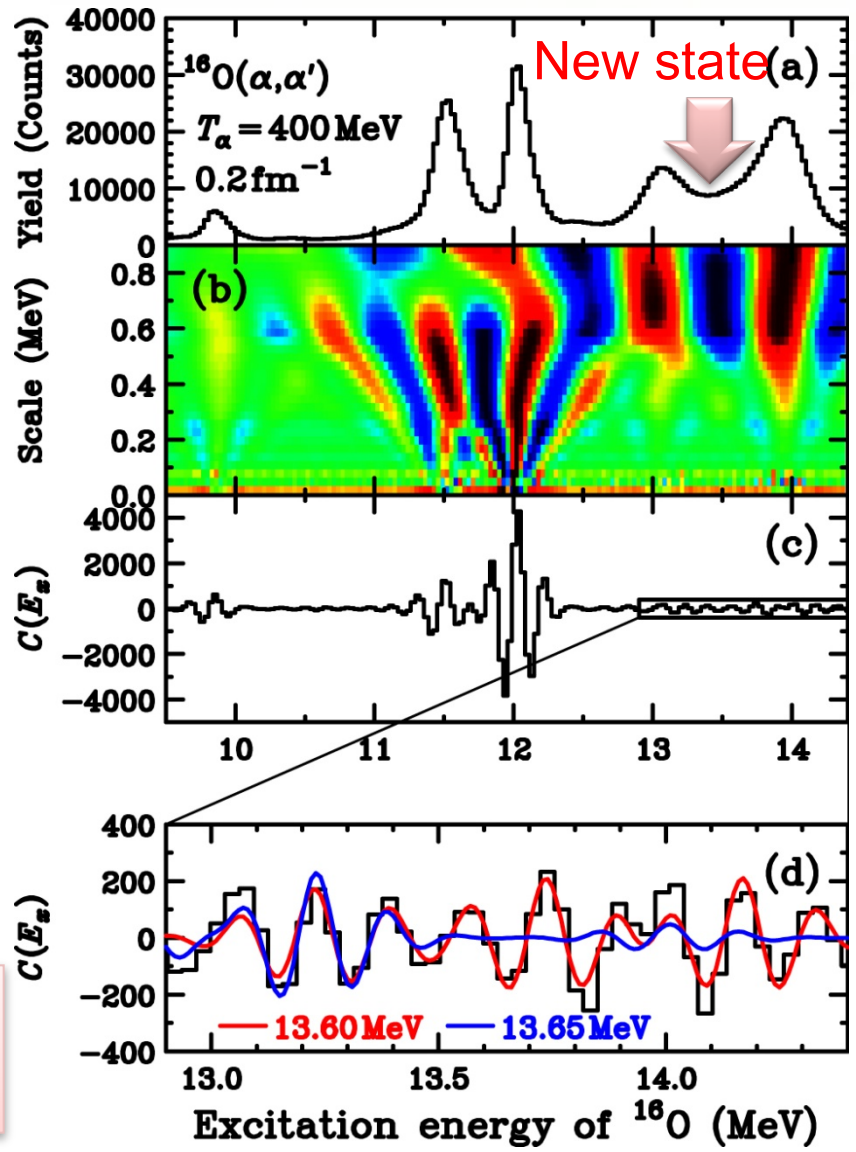 40000
30000
20000
10000
0
Yield (Counts)
¹⁶O(α,α′)
Tα = 400 MeV
0.2 fm⁻¹
New state
(a)
0.8
0.6
0.4
0.2
0.0
Scale (MeV)
(b)
4000
2000
0
−2000
−4000
C(Eₓ)
(c)
10 11 12 13 14
400
200
0
−200
−400
C(Eₓ)
(d)
13.60 MeV 13.65 MeV
13.0 13.5 14.0
Excitation energy of ¹⁶O (MeV)